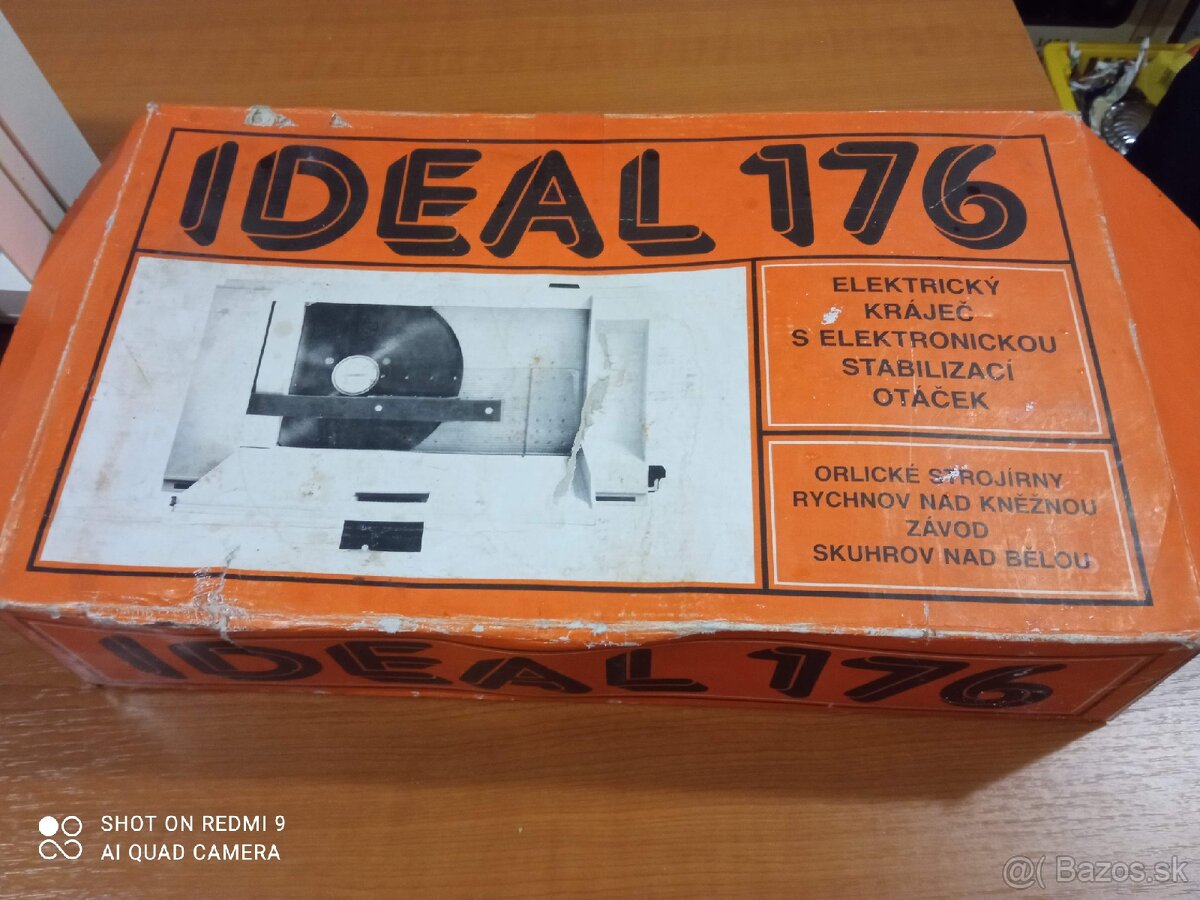 IDEAL 176
ELEKTRICKÝ
KRÁJEČ
S ELEKTRONICKOU
STABILIZACÍ
OTÁČEK
ORLICKÉ STROJÍRNY
RYCHNOV NAD KNĚŽNOU
ZÁVOD
SKUHROV NAD BĚLOU
IDEAL 176
SHOT ON REDMI 9
AI QUAD CAMERA
@( Bazos.sk